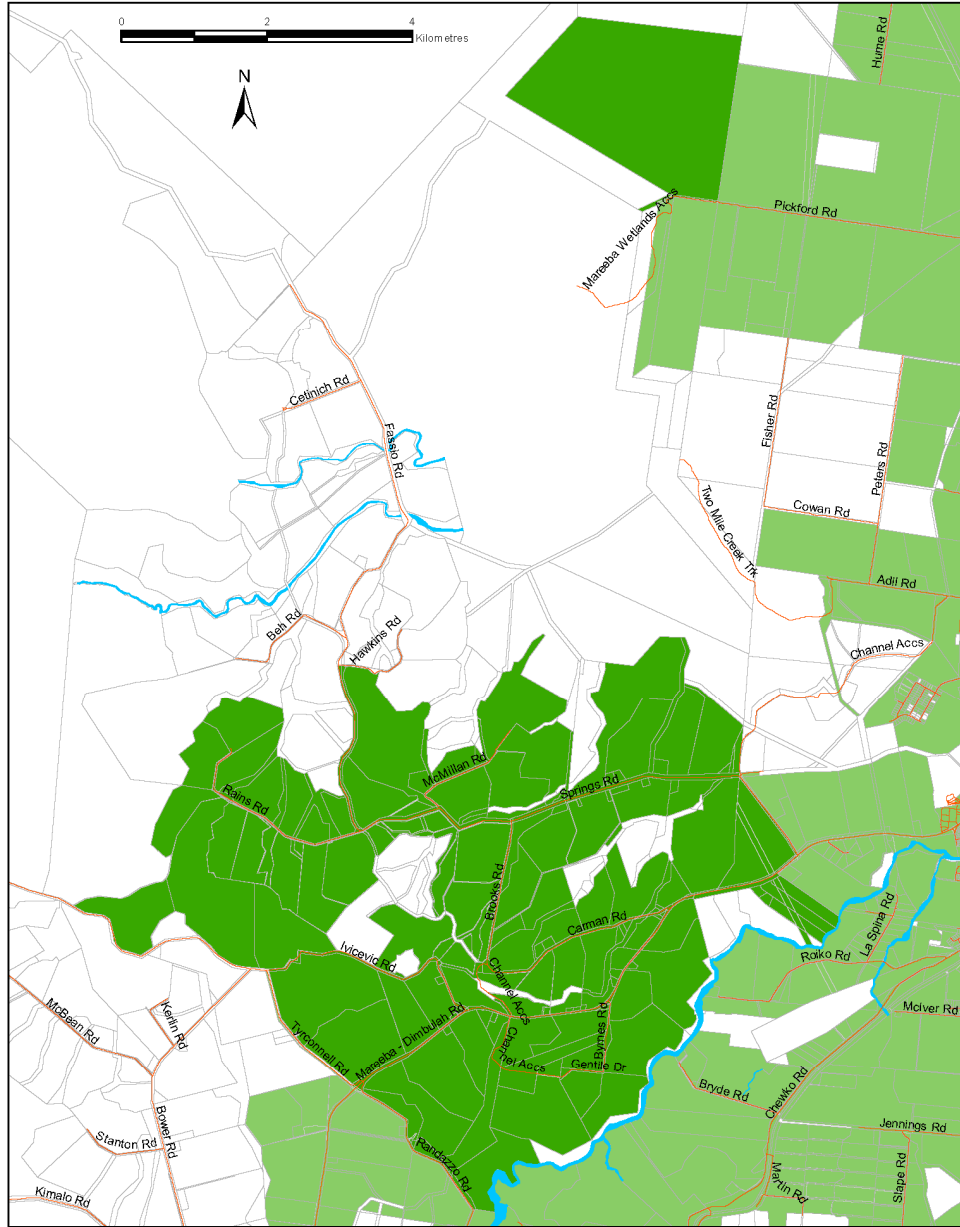 0 2 4
Kilometres
N
Hume Rd
Pickford Rd
Mareeba Wetlands Accs
Cetinich Rd
Fassio Rd
Fisher Rd
Peters Rd
Two Mile Creek Trk
Cowan Rd
Adil Rd
Beh Rd
Hawkins Rd
Channel Accs
McMillan Rd
Springs Rd
Rains Rd
Brooks Rd
Carman Rd
La Spina Rd
Ivicevic Rd
Roiko Rd
Channel Accs
McIver Rd
Kerlin Rd
McBean Rd
Tyrconnell Rd
Mareeba - Dimbulah Rd
Channel Accs
Byrnes Rd
Gentile Dr
Bryde Rd
Chewko Rd
Bower Rd
Stanton Rd
Jennings Rd
Randazzo Rd
Martin Rd
Slape Rd
Kimalo Rd